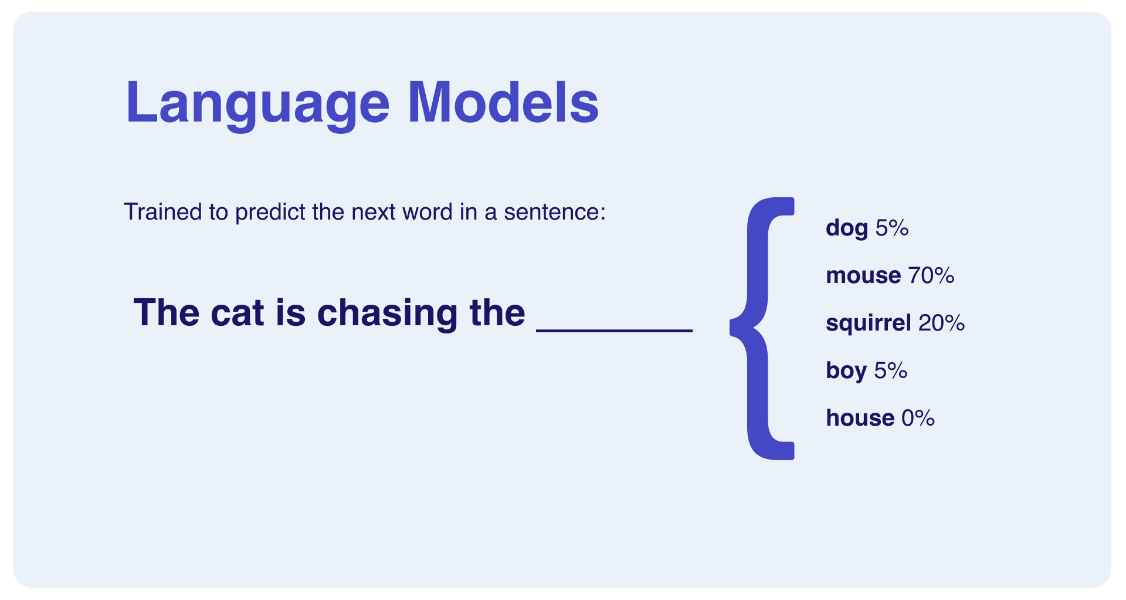 Language Models
Trained to predict the next word in a sentence:
The cat is chasing the ________
dog 5%
mouse 70%
squirrel 20%
boy 5%
house 0%